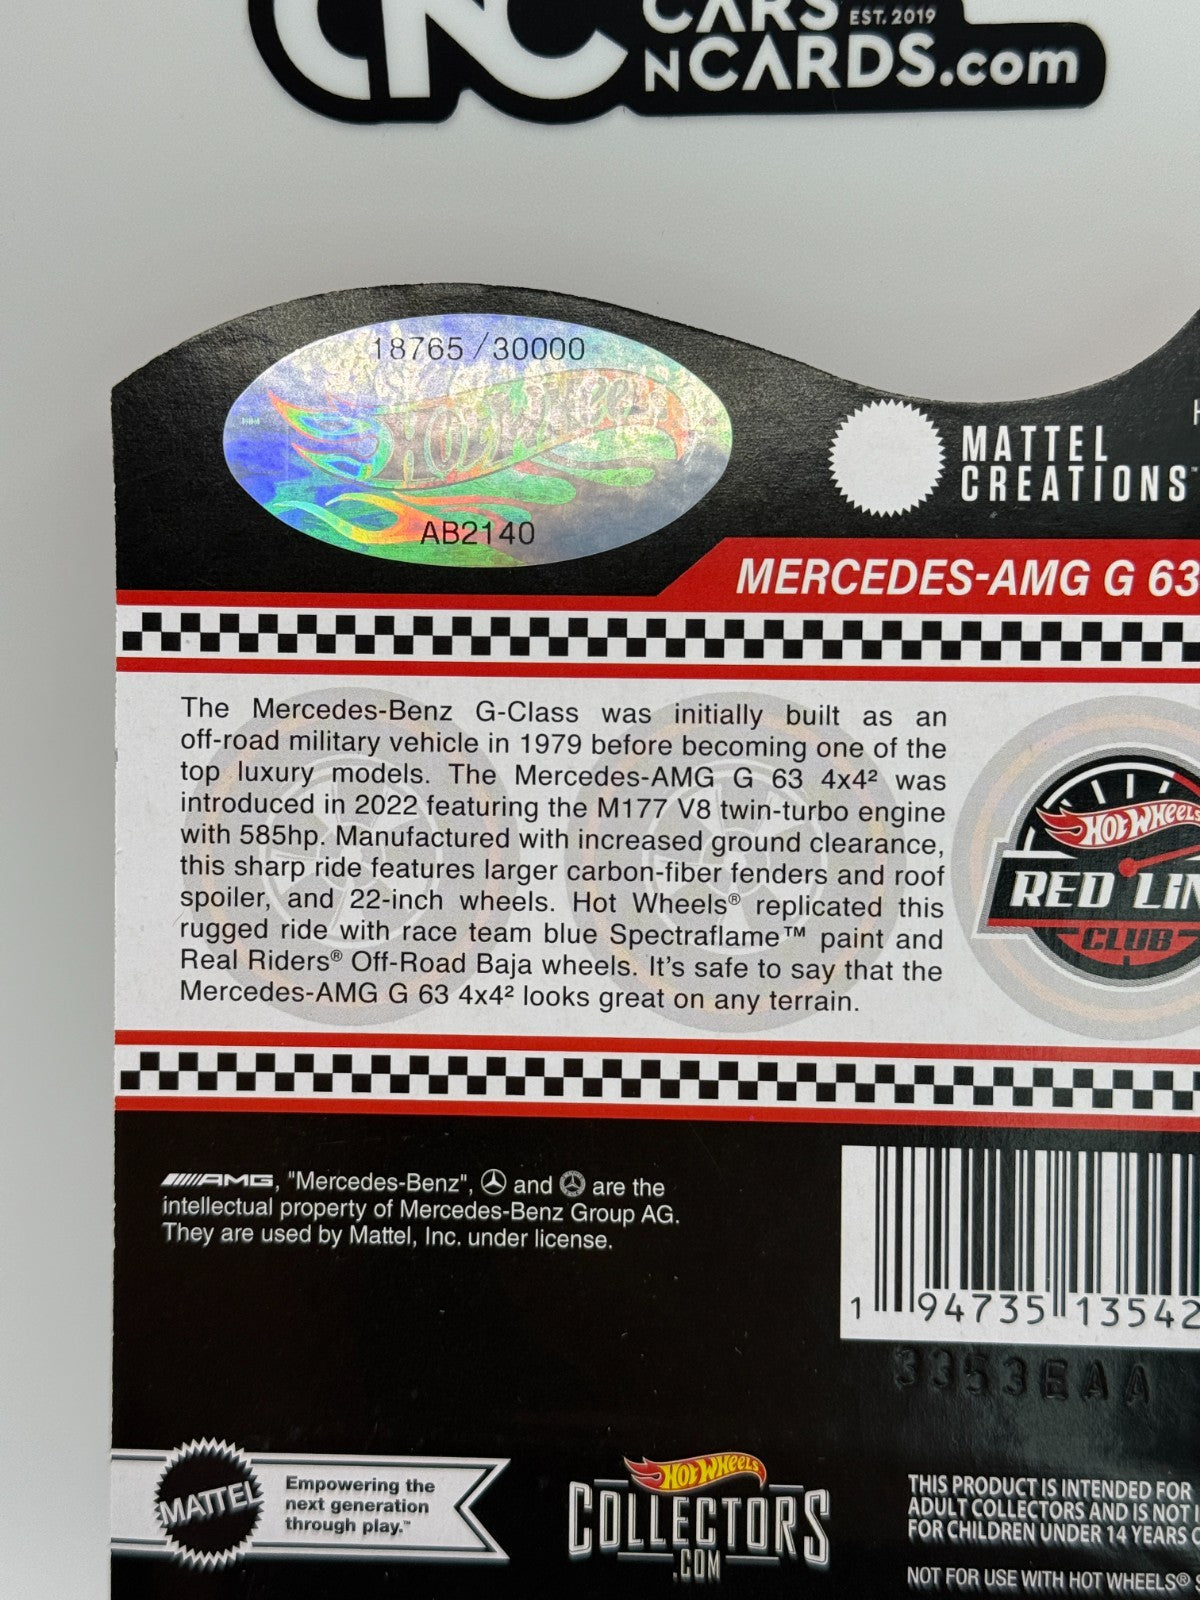 CNC
CARS EST. 2019
NCARDS.com
18765/30000
HOT WHEELS
AB2140
MATTEL
CREATIONS™
MERCEDES-AMG G 63
The Mercedes-Benz G-Class was initially built as an
off-road military vehicle in 1979 before becoming one of the
top luxury models. The Mercedes-AMG G 63 4x4² was
introduced in 2022 featuring the M177 V8 twin-turbo engine
with 585hp. Manufactured with increased ground clearance,
this sharp ride features larger carbon-fiber fenders and roof
spoiler, and 22-inch wheels. Hot Wheels® replicated this
rugged ride with race team blue Spectraflame™ paint and
Real Riders® Off-Road Baja wheels. It's safe to say that the
Mercedes-AMG G 63 4x4² looks great on any terrain.
HOT WHEELS
RED LIN
CLUB
AMG, "Mercedes-Benz", and are the
intellectual property of Mercedes-Benz Group AG.
They are used by Mattel, Inc. under license.
1 94735 13542
33536AA
MATTEL
Empowering the
next generation
through play.™
HOT WHEELS
COLLECTORS
.COM
THIS PRODUCT IS INTENDED FOR
ADULT COLLECTORS AND IS NOT
FOR CHILDREN UNDER 14 YEARS
NOT FOR USE WITH HOT WHEELS®